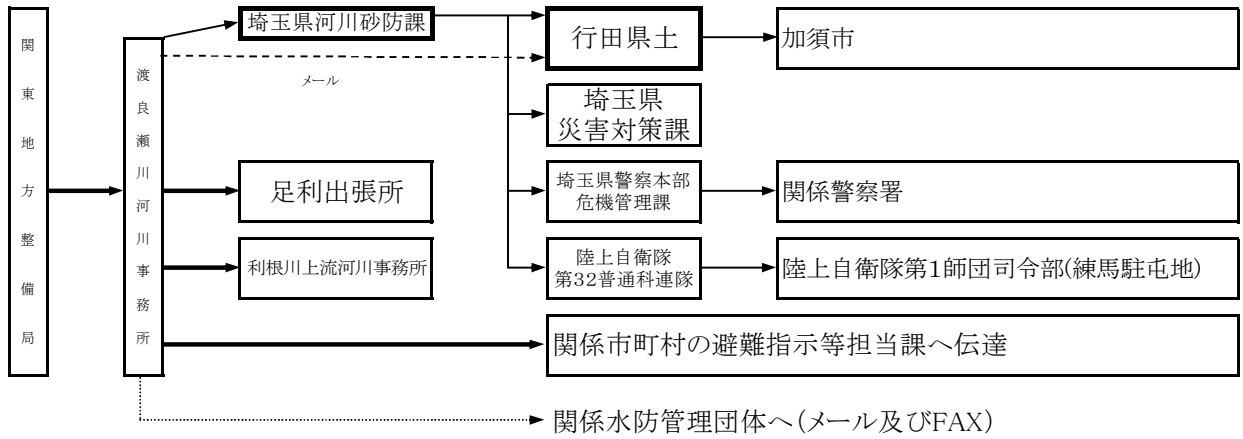 関東地方整備局
渡良瀬川河川事務所
埼玉県河川砂防課
メール
行田県土
加須市
埼玉県
災害対策課
足利出張所
埼玉県警察本部
危機管理課
関係警察署
利根川上流河川事務所
陸上自衛隊
第32普通科連隊
陸上自衛隊第1師団司令部(練馬駐屯地)
関係市町村の避難指示等担当課へ伝達
関係水防管理団体へ(メール及びFAX)